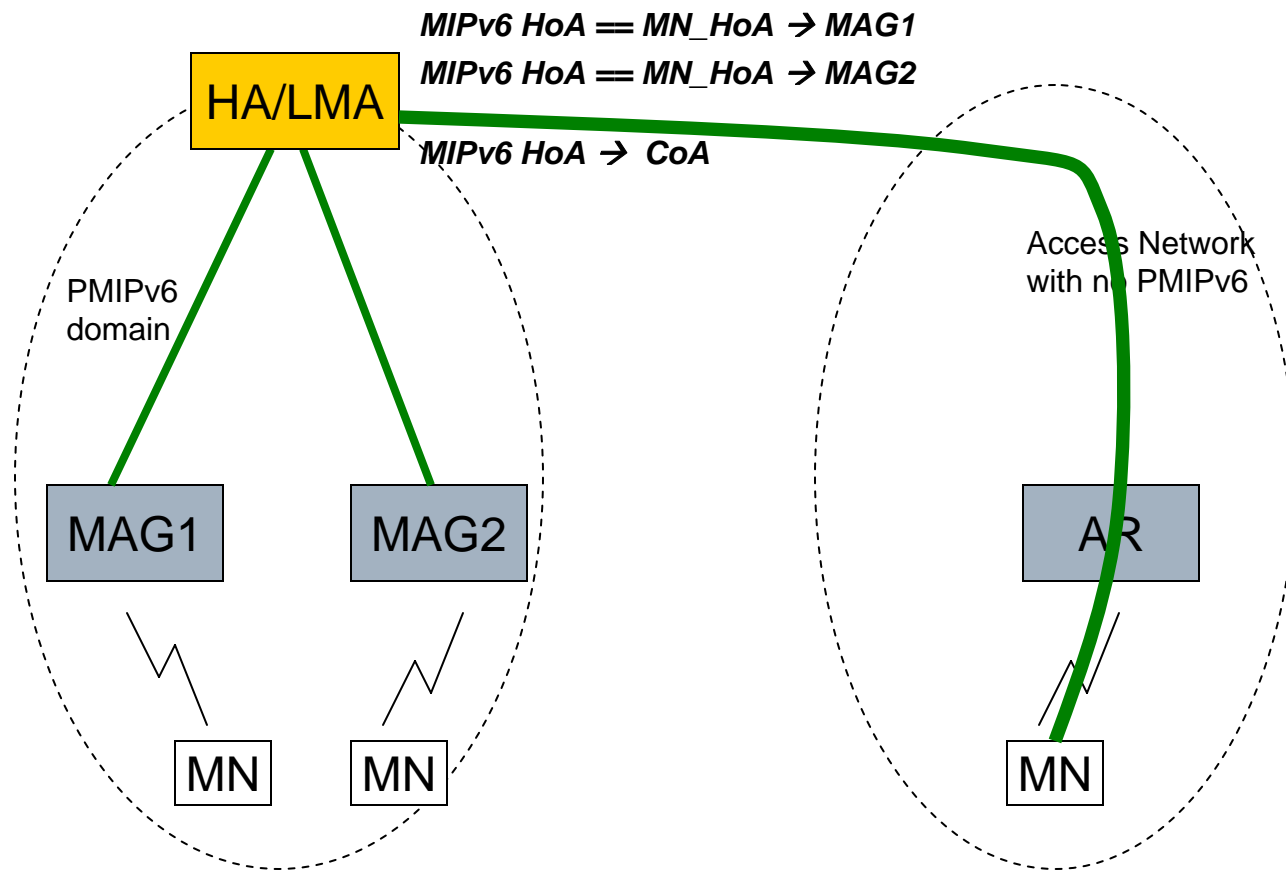 MIPv6 HoA == MN_HoA → MAG1
MIPv6 HoA == MN_HoA → MAG2
HA/LMA
MIPv6 HoA → CoA
Access Network
with no PMIPv6
PMIPv6
domain
MAG1
MAG2
AR
MN
MN
MN